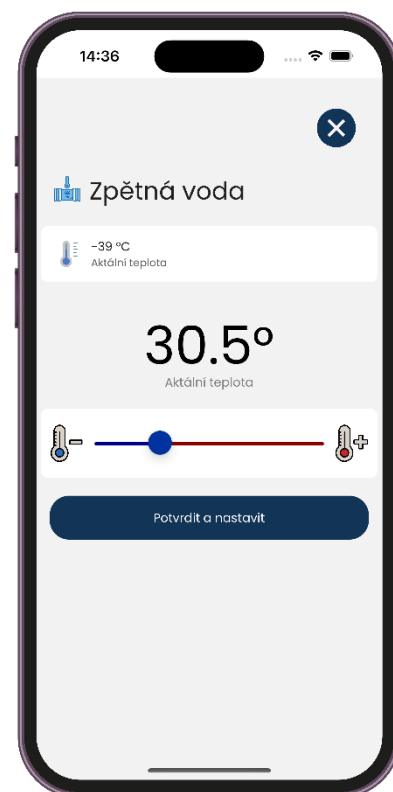 14:36
Zpětná voda
-39 °C
Aktální teplota
30.5°
Aktální teplota
Potvrdit a nastavit